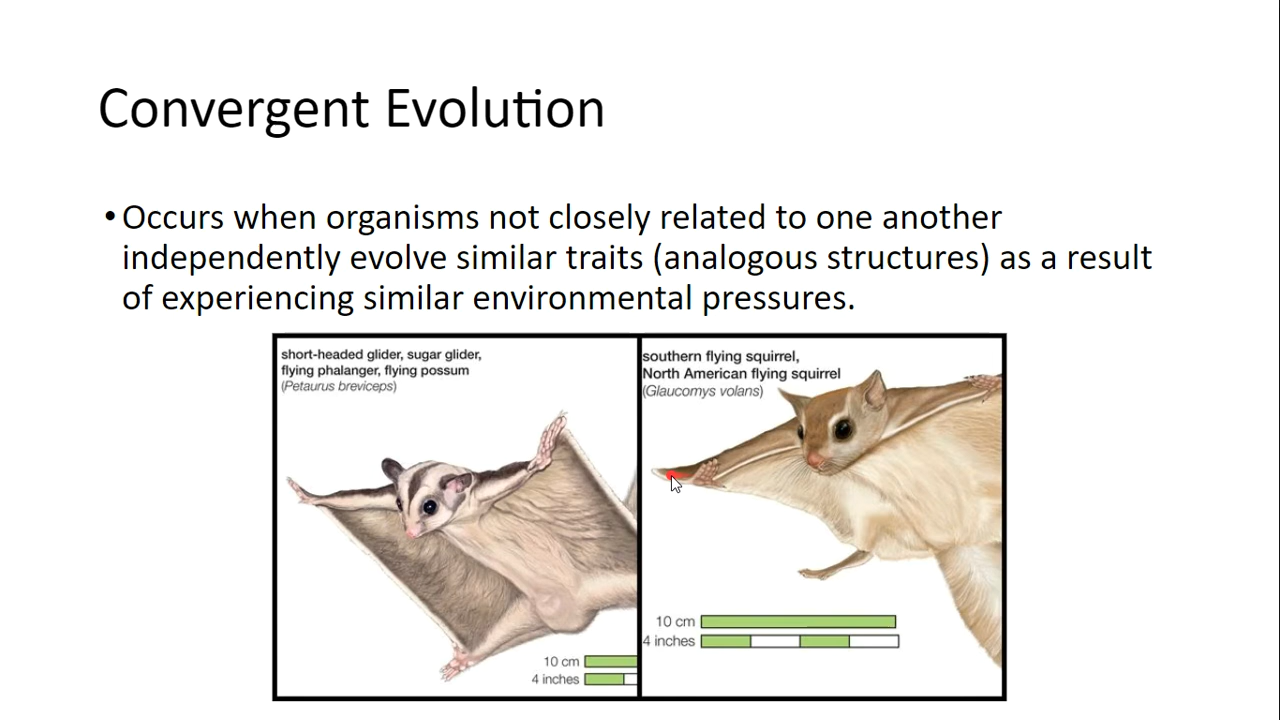 Convergent Evolution
• Occurs when organisms not closely related to one another
independently evolve similar traits (analogous structures) as a result
of experiencing similar environmental pressures.
short-headed glider, sugar glider,
flying phalanger, flying possum
(Petaurus breviceps)
10 cm
4 inches
southern flying squirrel,
North American flying squirrel
(Glaucomys volans)
10 cm
4 inches